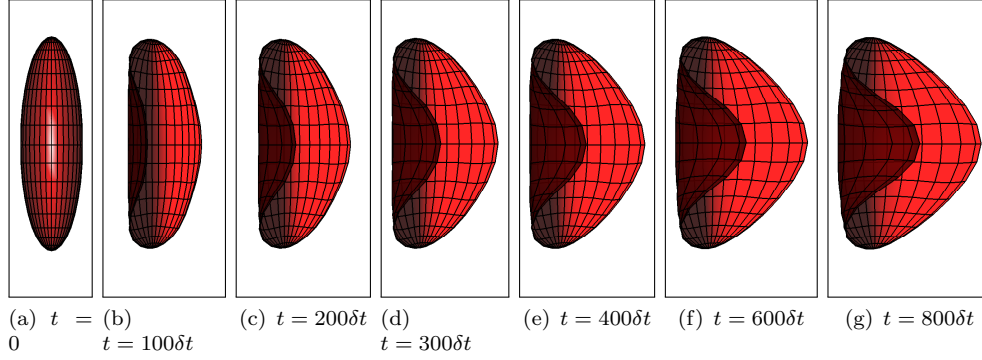 (a) t = 0
(b) t = 100δt
(c) t = 200δt
(d) t = 300δt
(e) t = 400δt
(f) t = 600δt
(g) t = 800δt